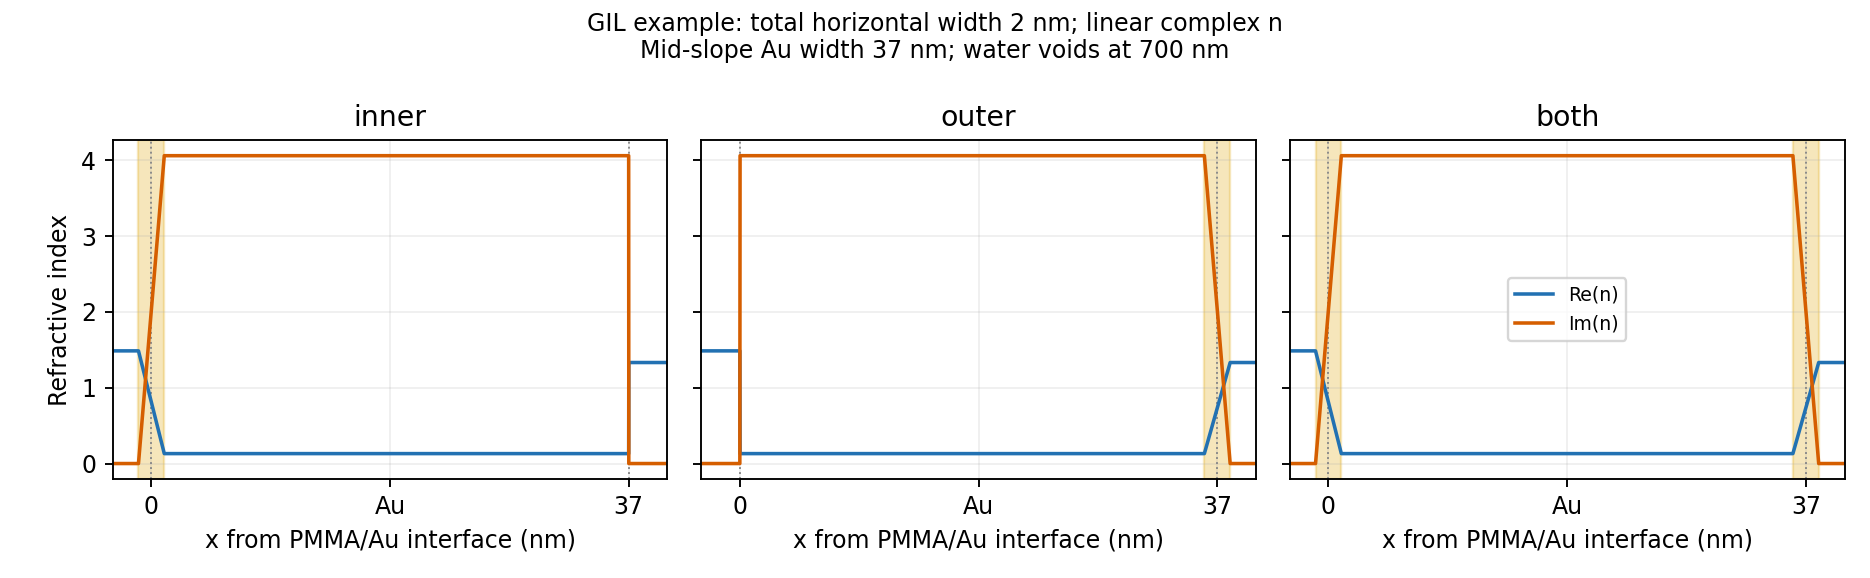 GIL example: total horizontal width 2 nm; linear complex n
Mid-slope Au width 37 nm; water voids at 700 nm
inner
outer
both
Refractive index
4
3
2
1
0
Re(n)
Im(n)
0
Au
37
0
Au
37
0
Au
37
x from PMMA/Au interface (nm)
x from PMMA/Au interface (nm)
x from PMMA/Au interface (nm)